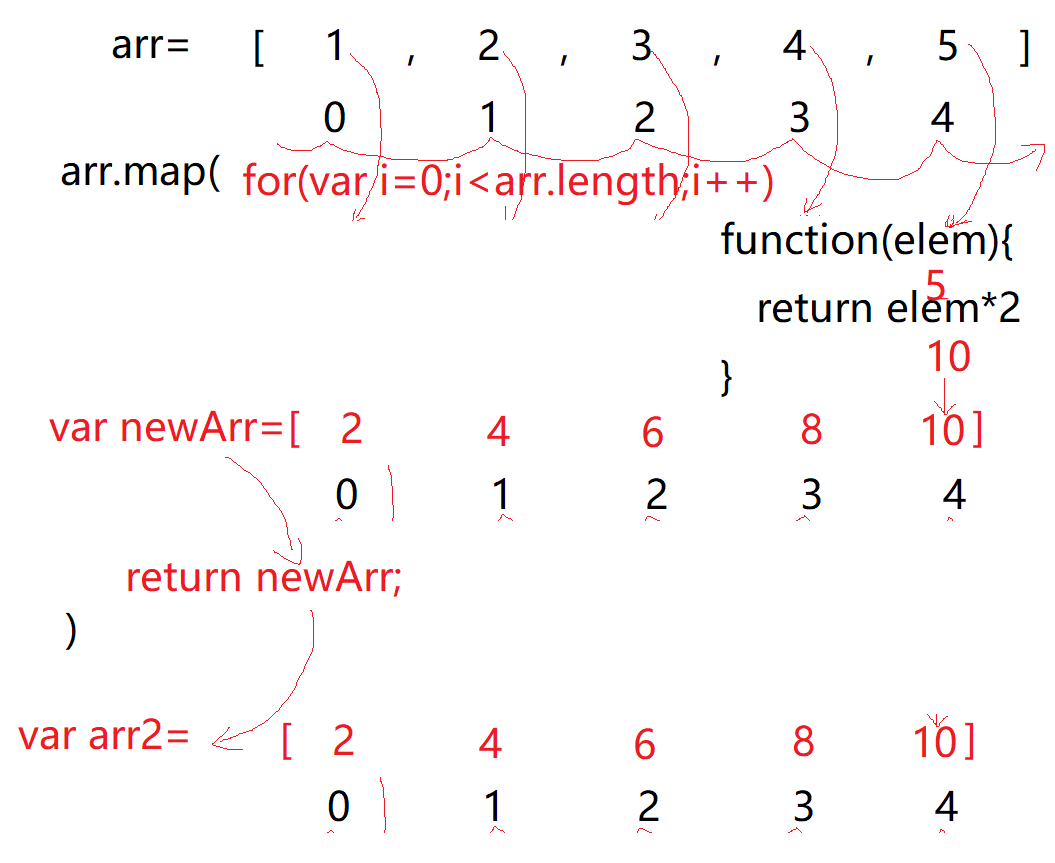 arr= [ 1 , 2 , 3 , 4 , 5 ]
0 1 2 3 4
arr.map( for(var i=0;i<arr.length;i++)
function(elem){
5
return elem*2
10
}
var newArr=[ 2 4 6 8 10 ]
0 1 2 3 4
return newArr;
)
var arr2= [ 2 4 6 8 10 ]
0 1 2 3 4